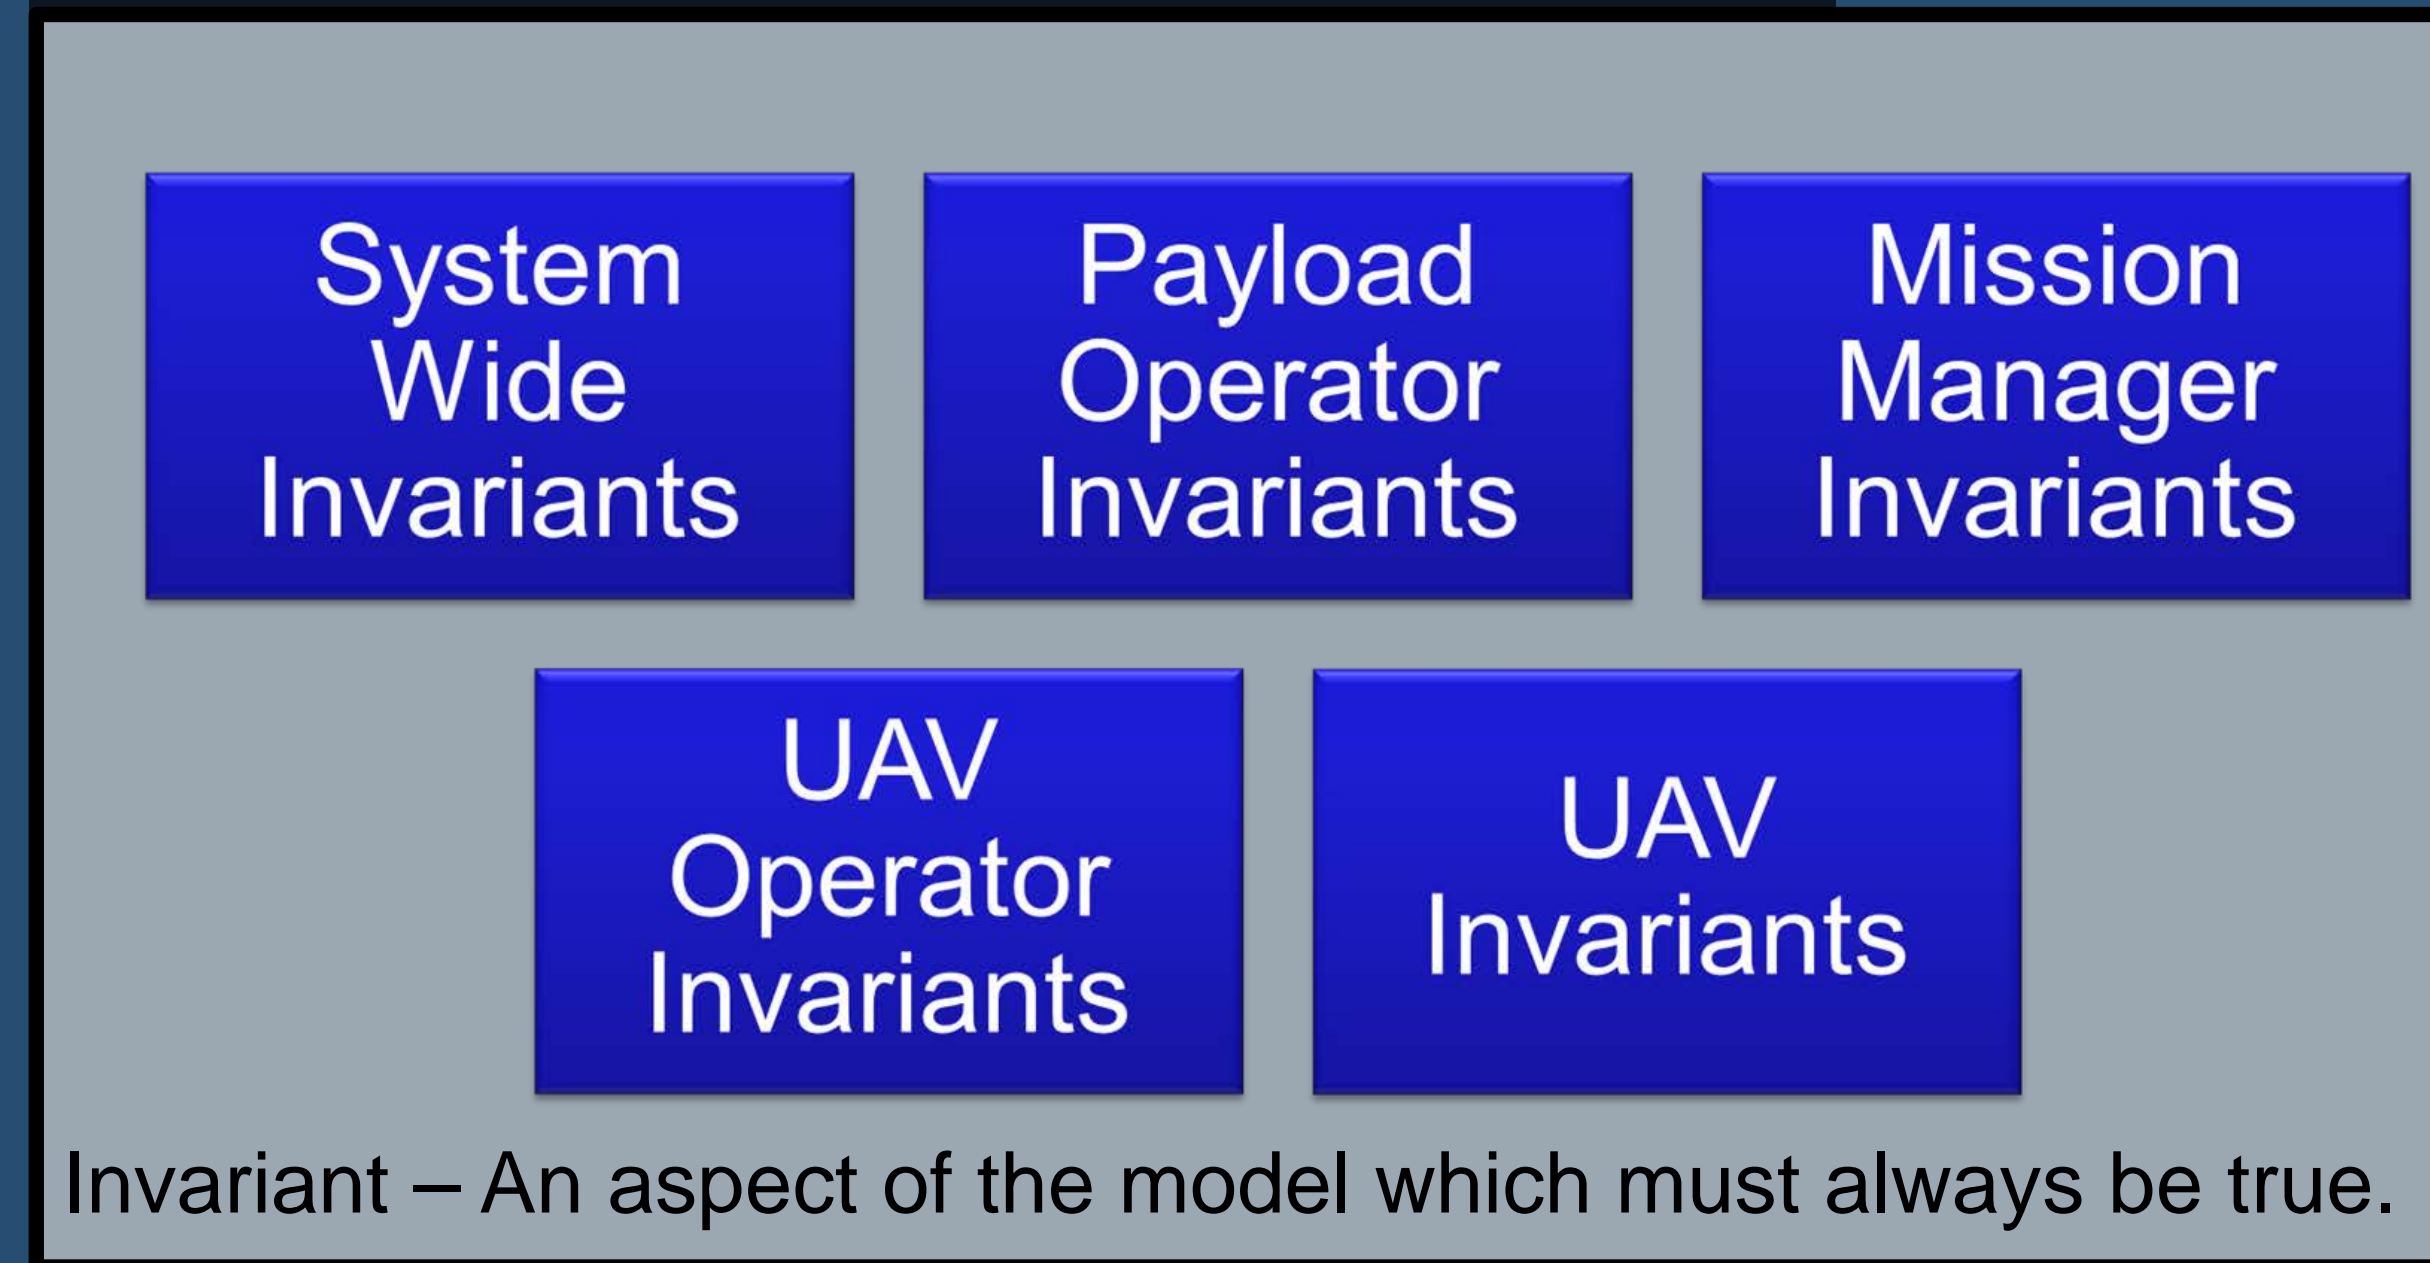 System
Wide
Invariants
Payload
Operator
Invariants
Mission
Manager
Invariants
UAV
Operator
Invariants
UAV
Invariants
Invariant – An aspect of the model which must always be true.